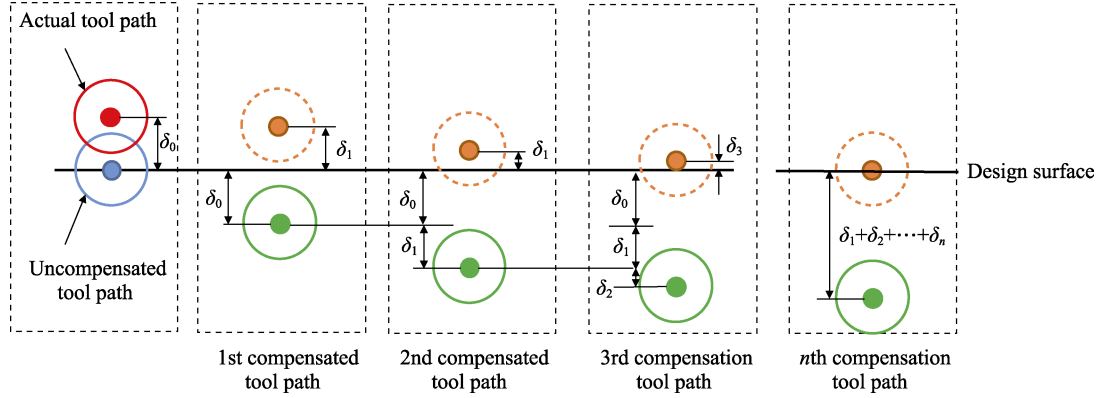 Actual tool path
δ0
Uncompensated
tool path
δ1
δ0
1st compensated
tool path
δ1
δ0
δ1
2nd compensated
tool path
δ3
δ0
δ1
δ2
3rd compensation
tool path
Design surface
δ1+δ2+⋯+δn
nth compensation
tool path